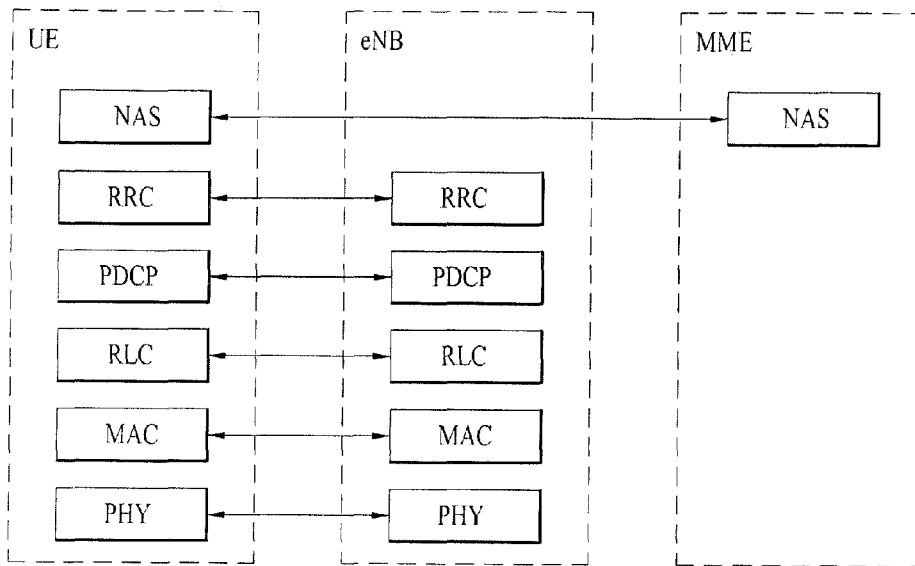 UE eNB MME
NAS NAS
RRC RRC
PDCP PDCP
RLC RLC
MAC MAC
PHY PHY